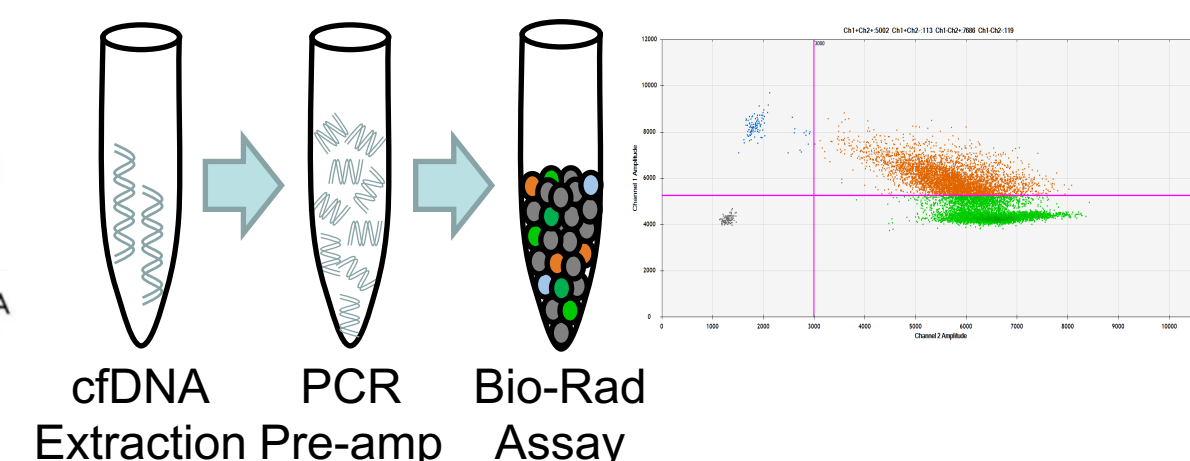 Ch1+Ch2+:5002 Ch1+Ch2-:113 Ch1-Ch2+:7686 Ch1-Ch2-:119
12000
3000
10000
8000
6000
4000
2000
0
Channel 1 Amplitude
0 1000 2000 3000 4000 5000 6000 7000 8000 9000 10000
Channel 2 Amplitude
A
cfDNA PCR Bio-Rad
Extraction Pre-amp Assay